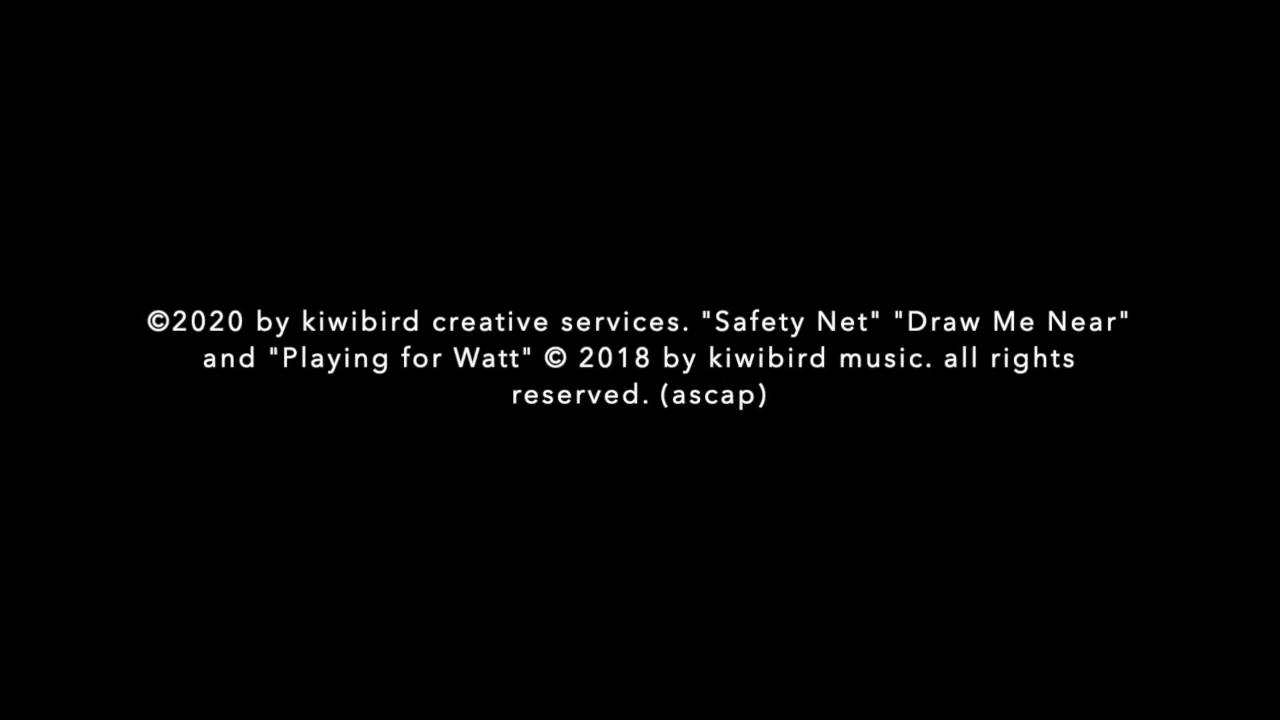 ©2020 by kiwibird creative services. "Safety Net" "Draw Me Near"
and "Playing for Watt" © 2018 by kiwibird music. all rights
reserved. (ascap)